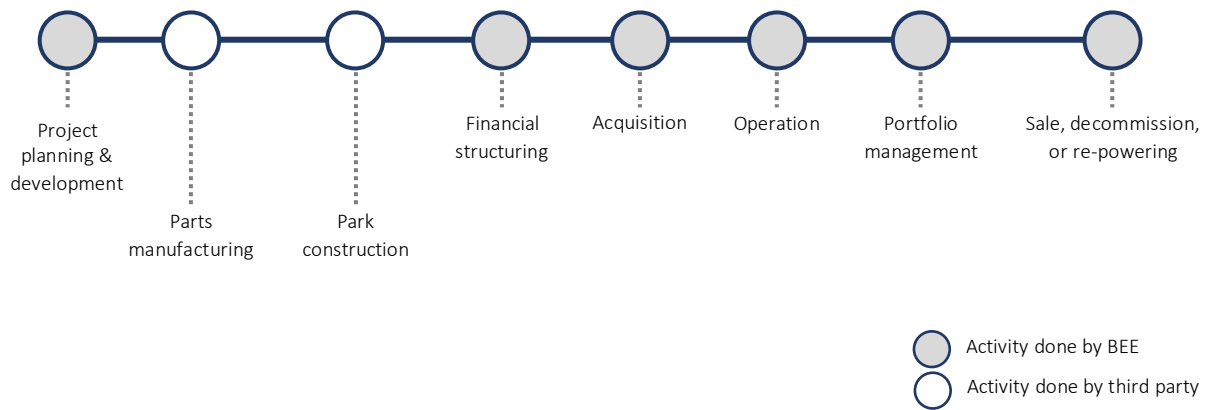 Project
planning &
development
Parts
manufacturing
Park
construction
Financial
structuring
Acquisition
Operation
Portfolio
management
Sale, decommission,
or re-powering
Activity done by BEE
Activity done by third party